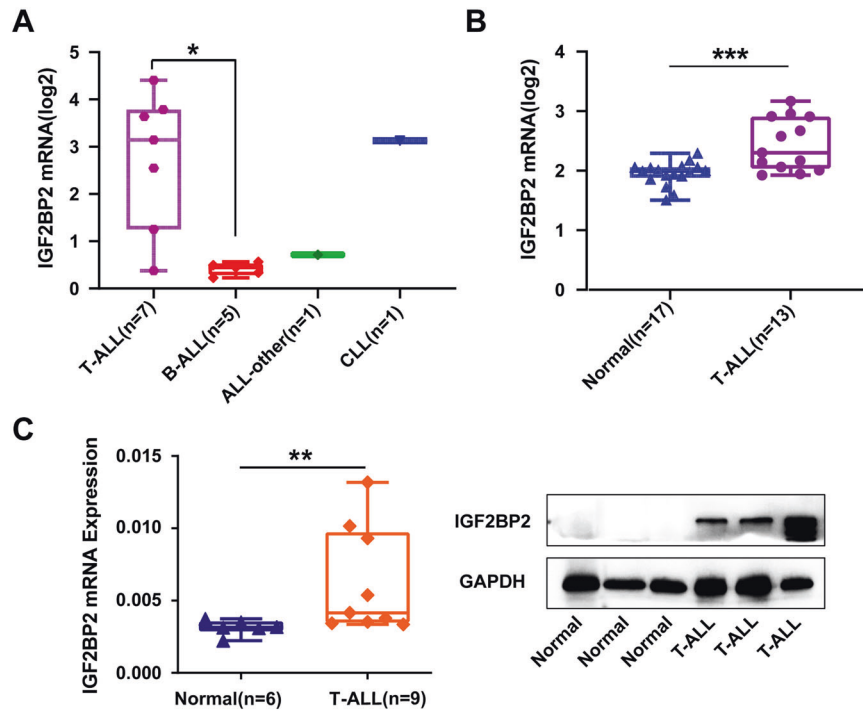 A
IGF2BP2 mRNA(log2)
5
4
3
2
1
0
*
T-ALL(n=7)
B-ALL(n=5)
ALL-other(n=1)
CLL(n=1)
B
IGF2BP2 mRNA(log2)
4
3
2
1
0
***
Normal(n=17)
T-ALL(n=13)
C
IGF2BP2 mRNA Expression
0.015
0.010
0.005
0.000
**
Normal(n=6)
T-ALL(n=9)
IGF2BP2
GAPDH
Normal
Normal
Normal
T-ALL
T-ALL
T-ALL